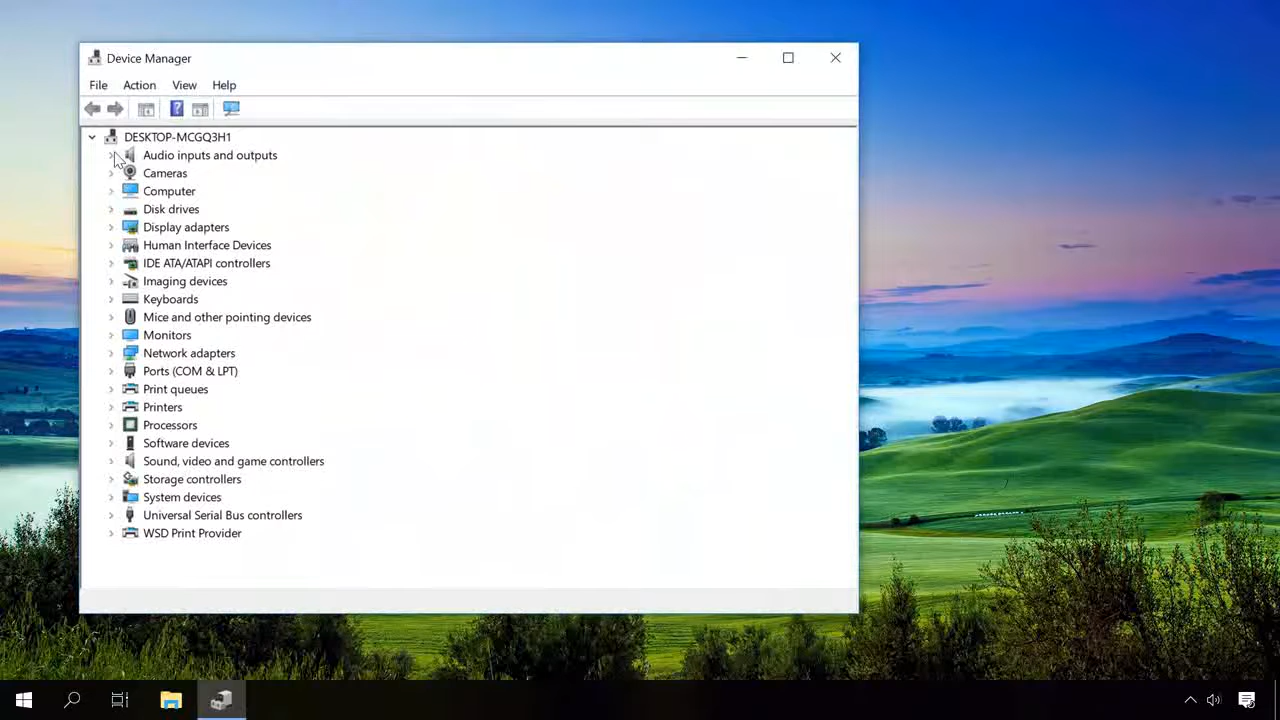 Device Manager
File Action View Help
DESKTOP-MCGQ3H1
Audio inputs and outputs
Cameras
Computer
Disk drives
Display adapters
Human Interface Devices
IDE ATA/ATAPI controllers
Imaging devices
Keyboards
Mice and other pointing devices
Monitors
Network adapters
Ports (COM & LPT)
Print queues
Printers
Processors
Software devices
Sound, video and game controllers
Storage controllers
System devices
Universal Serial Bus controllers
WSD Print Provider